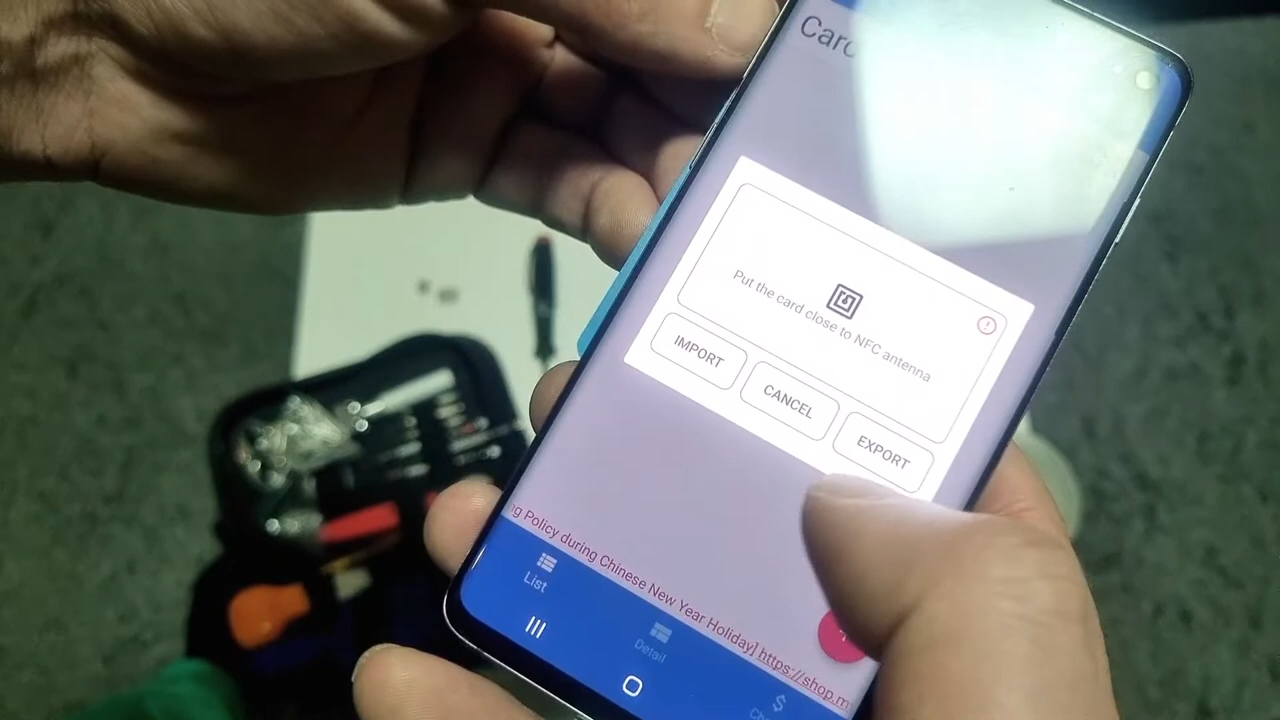 Card
Put the card close to NFC antenna
IMPORT
CANCEL
EXPORT
Policy during Chinese New Year Holiday] https://shop.m
List
Detail